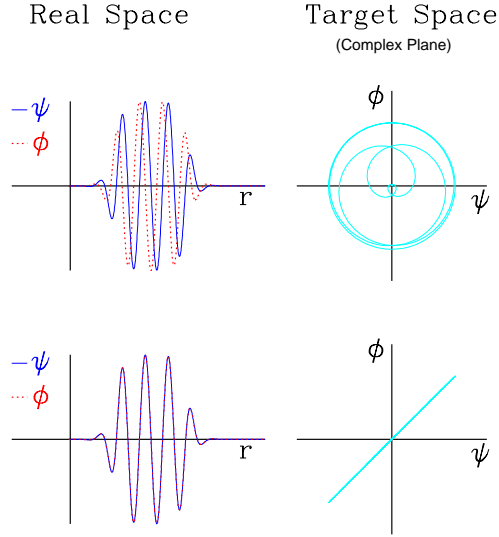 Real Space
Target Space
(Complex Plane)
ψ
ϕ
r
ϕ
ψ
ψ
ϕ
r
ϕ
ψ